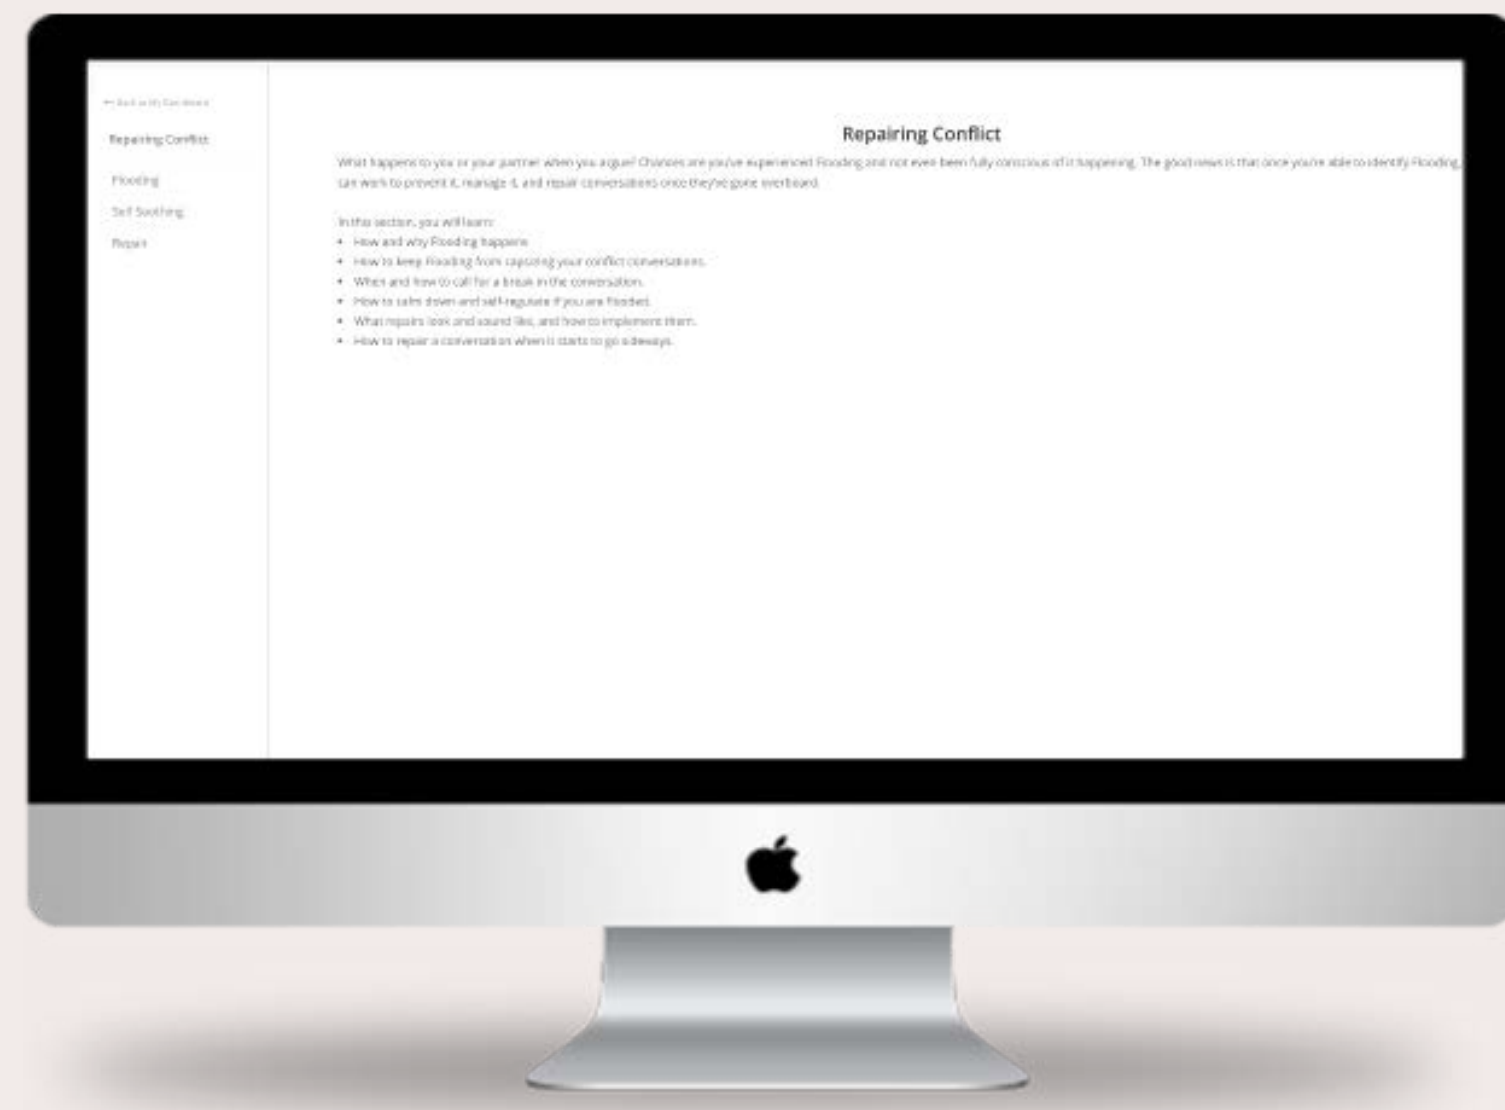 Repairing Conflict
Flooding
Self Soothing
Repair
Repairing Conflict
What happens to you or your partner when you argue? Chances are you've experienced Flooding and not even been fully conscious of it happening. The good news is that once you're able to identify Flooding,
can work to prevent it, manage it, and repair conversations once they've gone overboard.
In this section, you will learn:
• How and why Flooding happens
• How to keep Flooding from capsizing your conflict conversations.
• When and how to call for a break in the conversation.
• How to calm down and self-regulate if you are flooded.
• What repairs look and sound like, and how to implement them.
• How to repair a conversation when it starts to go sideways.